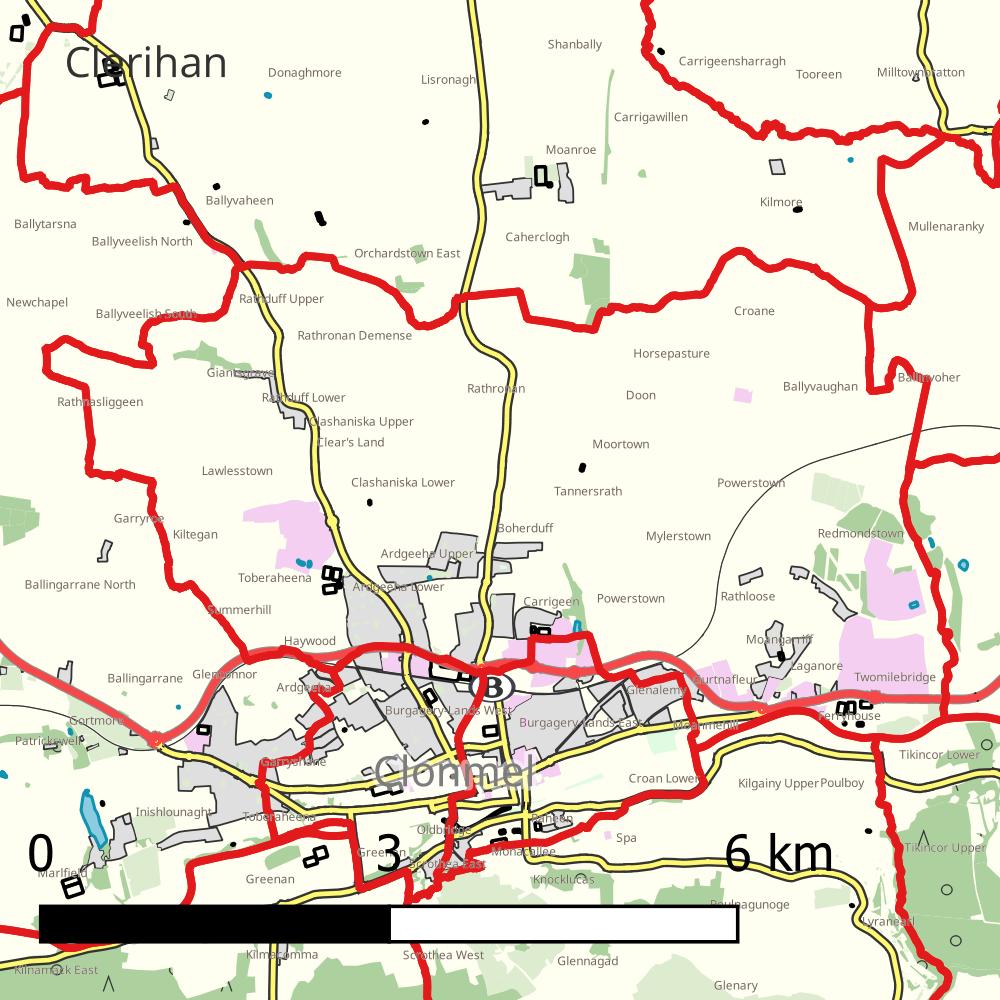 Shanbally
Clerihan
Carrigeensharragh
Donaghmore
Tooreen
Lisronagh
Carrigawillen
Moanroe
Ballyvaheen
Kilmore
Ballytarsna
Mullenaranky
Caherclogh
Ballyveelish North
Orchardstown East
Rathduff Upper
Newchapel
Croane
Ballyveelish South
Rathronan Demense
Horsepasture
Giantsgrave
Ballinvoher
Ballyvaughan
Rathronan
Doon
Rathduff Lower
Rathnasliggeen
Clashaniska Upper
Clear's Land
Moortown
Lawlesstown
Clashaniska Lower
Powerstown
Tannersrath
Garryroe
Boherduff
Kiltegan
Redmondstown
Mylerstown
Ardgeeha Upper
Toberaheena
Ballingarrane North
Ardgeeha Lower
Rathloose
Powerstown
Carrigeen
Summerhill
Haywood
Moangarriff
Laganore
Glenconnor
Ballingarrane
Twomilebridge
Gurtnafleur
Ardgeeha
B
Glenalemy
Burgagery-Lands West
Ferryhouse
Gortmore
Burgagery Lands East
Moanmehill
Patrickswell
Tikincor Lower
Garryshane
Clonmel
Croan Lower
Kilgainy Upper
Poulboy
Inishlounaght
Toberaheena
Raheen
Oldbridge
Spa
Tikincor Upper
0
3
6 km
Greenan
Monacallee
Scrothea East
Marlfield
Greenan
Knocklucas
Poulnagunoge
Lyranearl
Kilmacomma
Scrothea West
Glennagad
Kilnamack East
Glenary